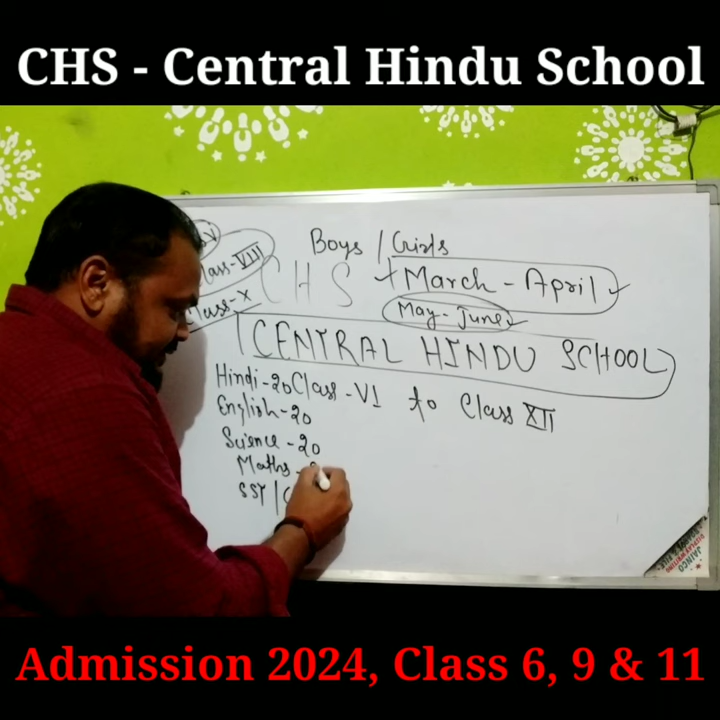 CHS - Central Hindu School
Boys / Girls
Class-VIII
CHS
March - April
Class-X
May-June
CENTRAL HINDU SCHOOL
Hindi-20
Class-VI to Class XII
English-20
Science-20
Maths -
SST /
JAINCO
Admission 2024, Class 6, 9 & 11